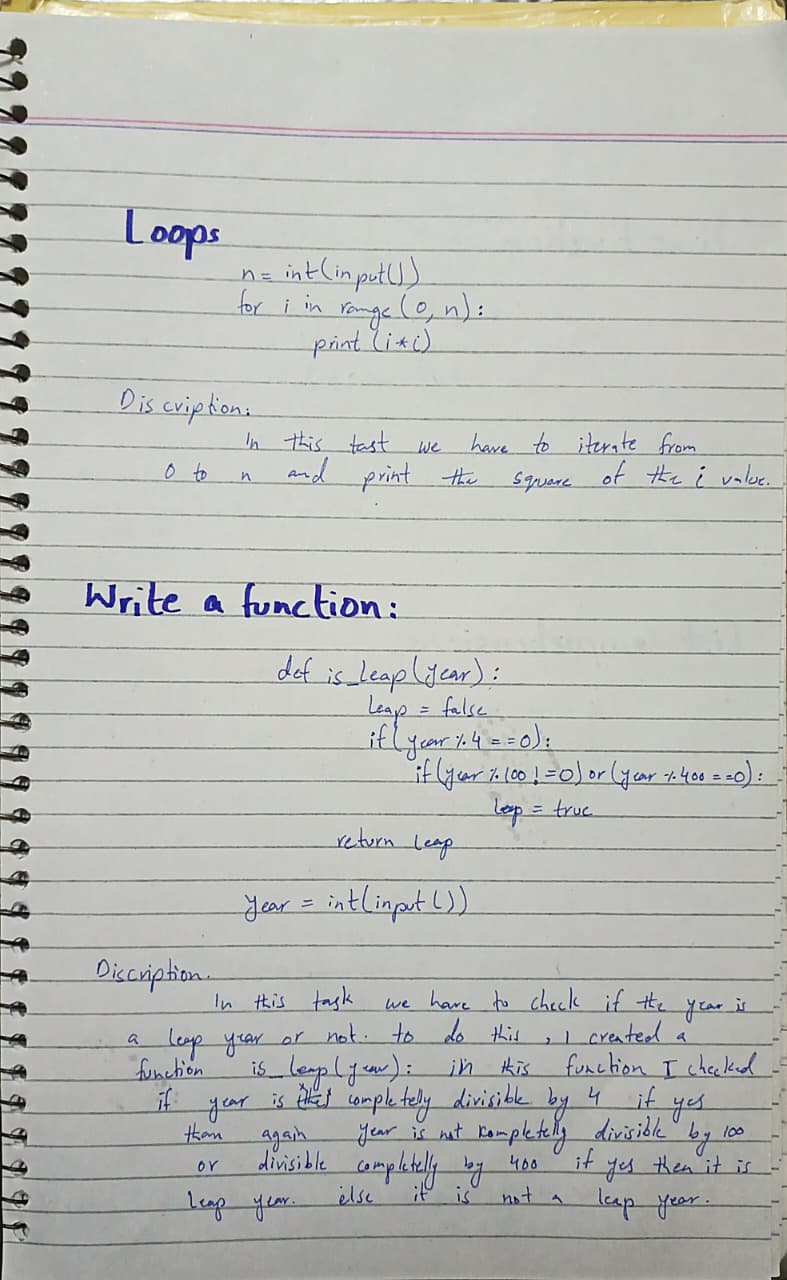 Loops
n = int(input())
for i in range(0, n):
print (i*i)
Discription:
In this tast we have to iterate from
0 to n and print the square of the i value.
Write a function:
def is_leap(year):
leap = false
if(year % 4 == 0):
if(year % 100 != 0) or (year % 400 == 0):
leap = true
return leap
year = int(input())
Discription.
In this task we have to check if the year is
a leap year or not. to do this, I created a
function is_leap(year): in this function I checked
if year is completely divisible by 4 if yes
than again year is not kompletelly divisible by 100
or divisible completelly by 400 if yes then it is
leap year. else it is not a leap year.